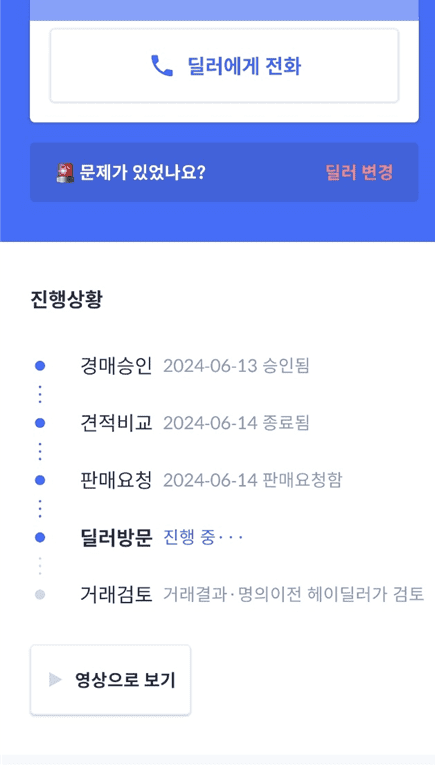 딜러에게 전화
문제가 있었나요? 딜러 변경
진행상황
경매승인 2024-06-13 승인됨
견적비교 2024-06-14 종료됨
판매요청 2024-06-14 판매요청함
딜러방문 진행 중···
거래검토 거래결과·명의이전 헤이딜러가 검토
영상으로 보기